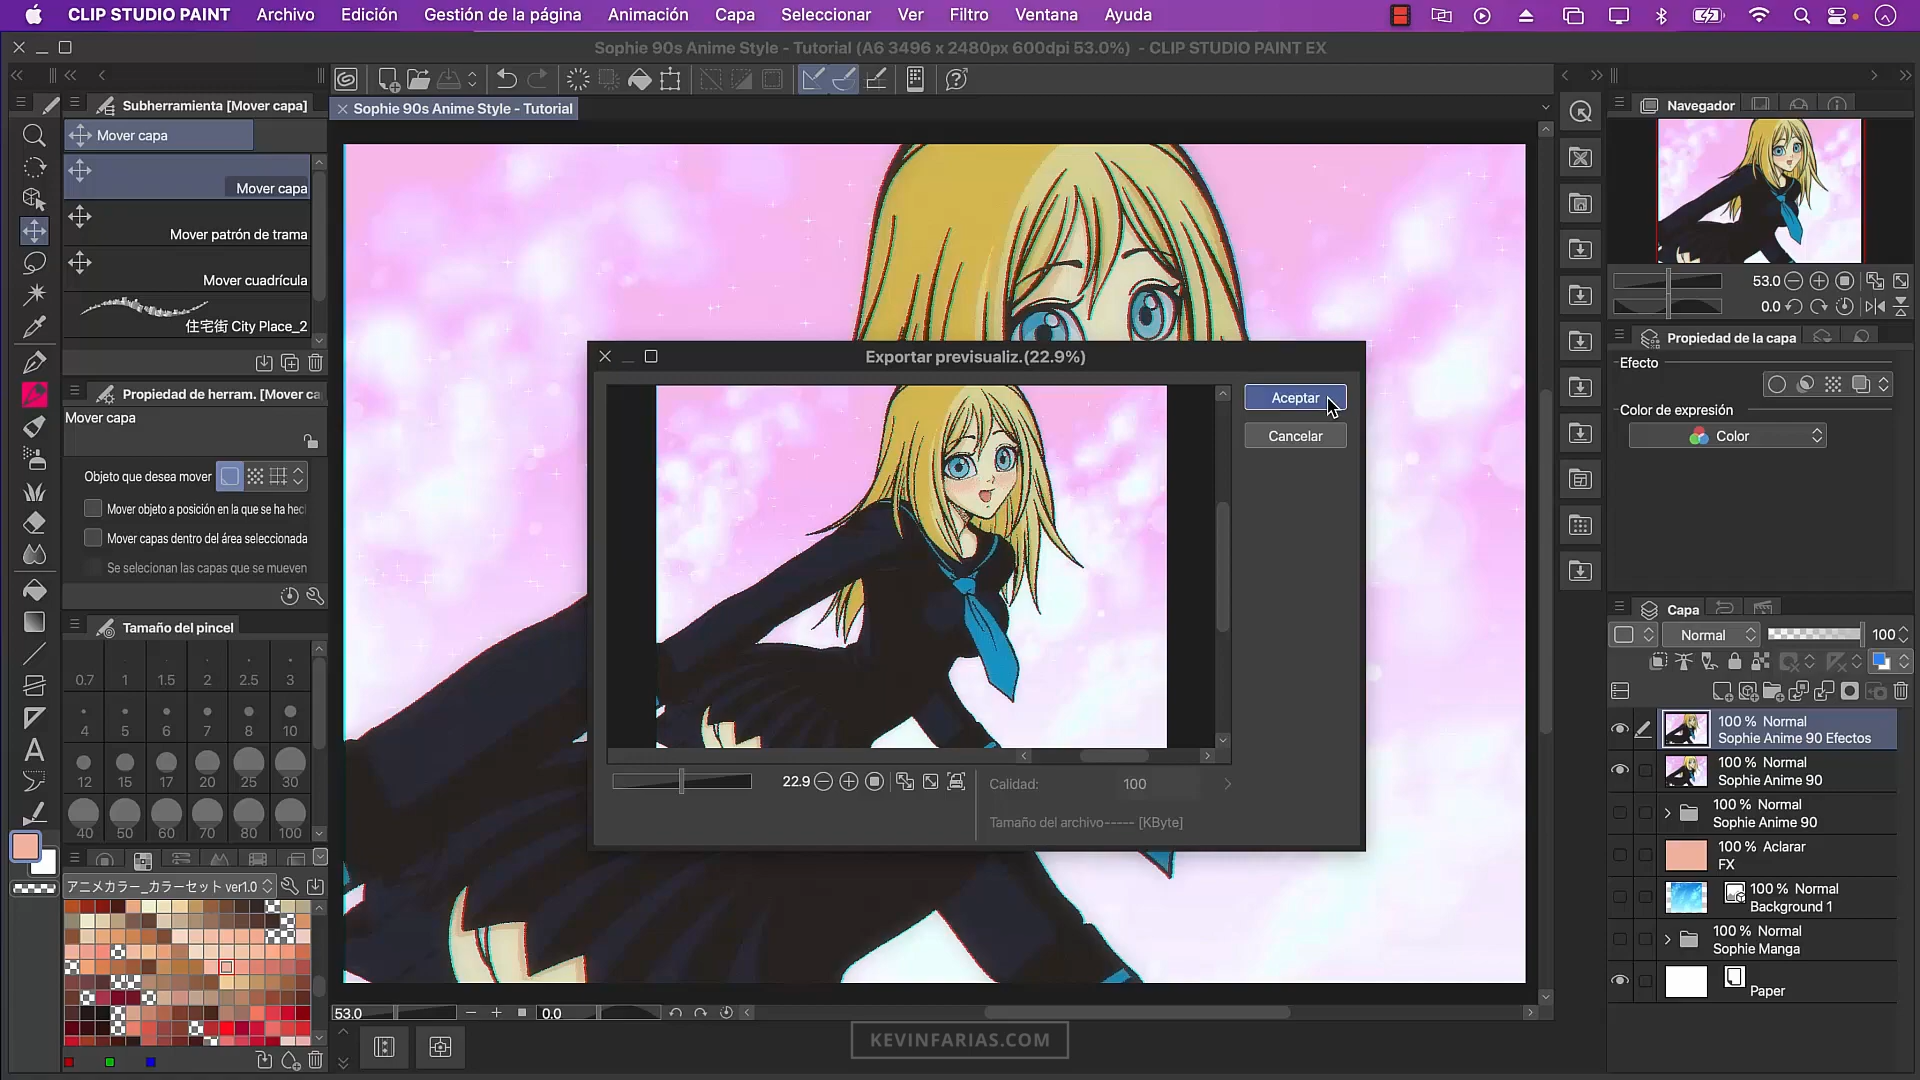 CLIP STUDIO PAINT Archivo Edición Gestión de la página Animación Capa Seleccionar Ver Filtro Ventana Ayuda
Sophie 90s Anime Style - Tutorial (A6 3496 x 2480px 600dpi 53.0%) - CLIP STUDIO PAINT EX
Subherramienta [Mover capa]
Sophie 90s Anime Style - Tutorial
Mover capa
Mover capa
Mover patrón de trama
Mover cuadrícula
住宅街 City Place_2
Propiedad de herram. [Mover ca
Mover capa
Objeto que desea mover
Mover objeto a posición en la que se ha hec
Mover capas dentro del área seleccionada
Se selecionan las capas que se mueven
Tamaño del pincel
0.7 1 1.5 2 2.5 3
4 5 6 7 8 10
12 15 17 20 25 30
40 50 60 70 80 100
アニメカラー_カラーセット ver1.0
Exportar previsualiz.(22.9%)
Aceptar
Cancelar
22.9
Calidad: 100
Tamaño del archivo----- [KByte]
53.0 0.0
KEVINFARIAS.COM
Navegador
53.0
0.0
Propiedad de la capa
Efecto
Color de expresión
Color
Capa
Normal 100
100 % Normal
Sophie Anime 90 Efectos
100 % Normal
Sophie Anime 90
100 % Normal
Sophie Anime 90
100 % Aclarar
FX
100 % Normal
Background 1
100 % Normal
Sophie Manga
Paper